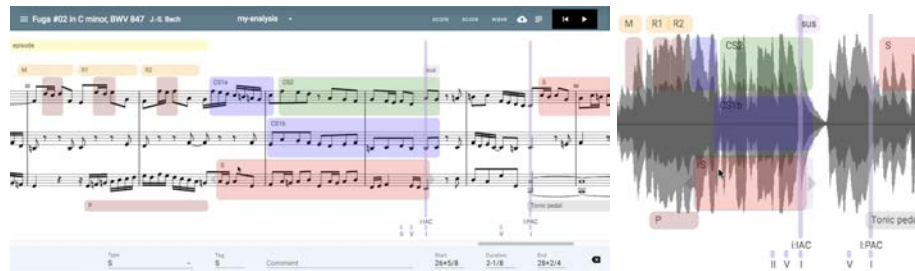 Fuga #02 in C minor, BWV 847 J.-S. Bach my-analysis score score wave
episode
M R1 R2 sus
CS1a CS2 S
CS1b
S
P Tonic pedal
i:IAC i:PAC
II V I V I
Type Tag Start Duration End
S S Comment 26+5/8 2-1/8 28+2/4
M R1 R2 sus
CS2 S
CS1b
S
P Tonic peda
i:IAC I:PAC
II V I V I